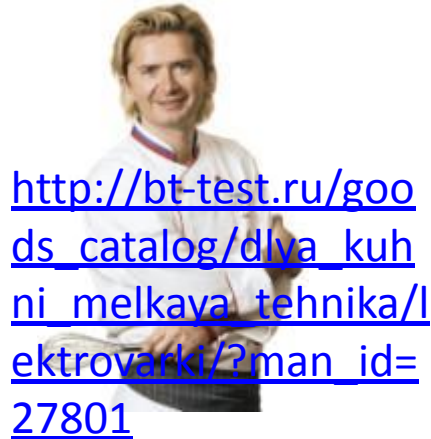 http://bt-test.ru/goo
ds_catalog/dlya_kuh
ni_melkaya_tehnika/l
ektrovarki/?man_id=
27801